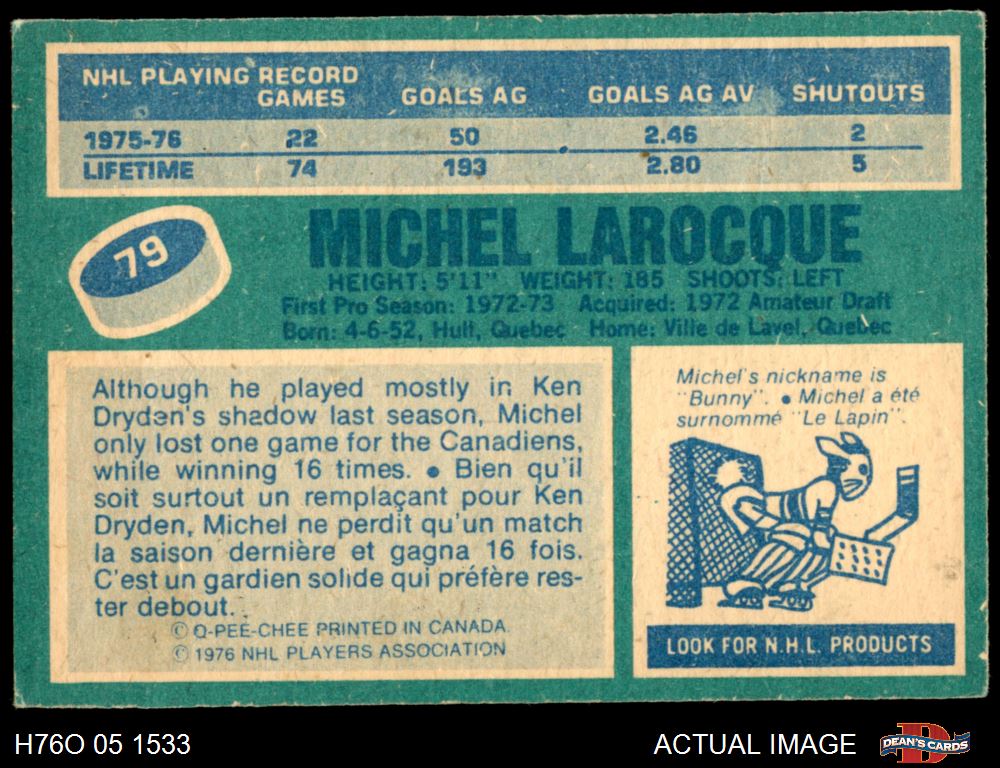 NHL PLAYING RECORD
GAMES GOALS AG GOALS AG AV SHUTOUTS
1975-76 22 50 2.46 2
LIFETIME 74 193 2.80 5
79
MICHEL LAROCQUE
HEIGHT: 5'11" WEIGHT: 185 SHOOTS: LEFT
First Pro Season: 1972-73 Acquired: 1972 Amateur Draft
Born: 4-6-52, Hull, Quebec Home: Ville de Lavel, Quebec
Although he played mostly in Ken
Dryden's shadow last season, Michel
only lost one game for the Canadiens,
while winning 16 times. ● Bien qu'il
soit surtout un remplaçant pour Ken
Dryden, Michel ne perdit qu'un match
la saison dernière et gagna 16 fois.
C'est un gardien solide qui préfère res-
ter debout.
© O-PEE-CHEE PRINTED IN CANADA
© 1976 NHL PLAYERS ASSOCIATION
Michel's nickname is
"Bunny". ● Michel a été
surnommé "Le Lapin".
LOOK FOR N.H.L. PRODUCTS
H76O 05 1533
ACTUAL IMAGE
D
DEAN'S CARDS